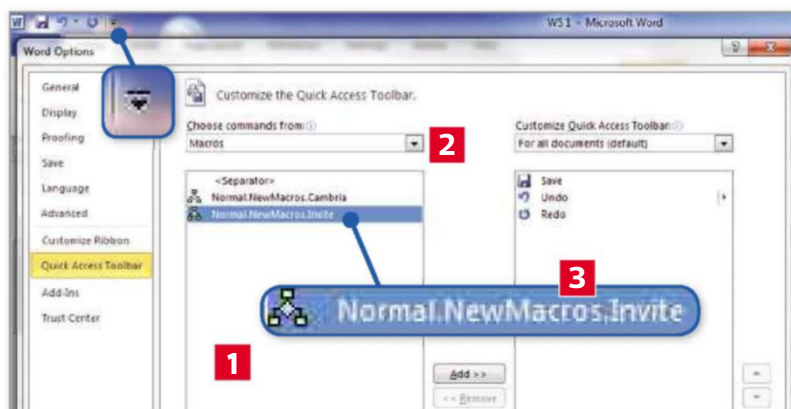 W
WS1 - Microsoft Word
Word Options
General
Display
Proofing
Save
Language
Advanced
Customize Ribbon
Quick Access Toolbar
Add-Ins
Trust Center
Customize the Quick Access Toolbar.
Choose commands from:
Macros
2
<Separator>
Normal.NewMacros.Cambria
Normal.NewMacros.Invite
Normal.NewMacros.Invite
1
Add >>
<< Remove
Customize Quick Access Toolbar:
For all documents (default)
Save
Undo
Redo
3